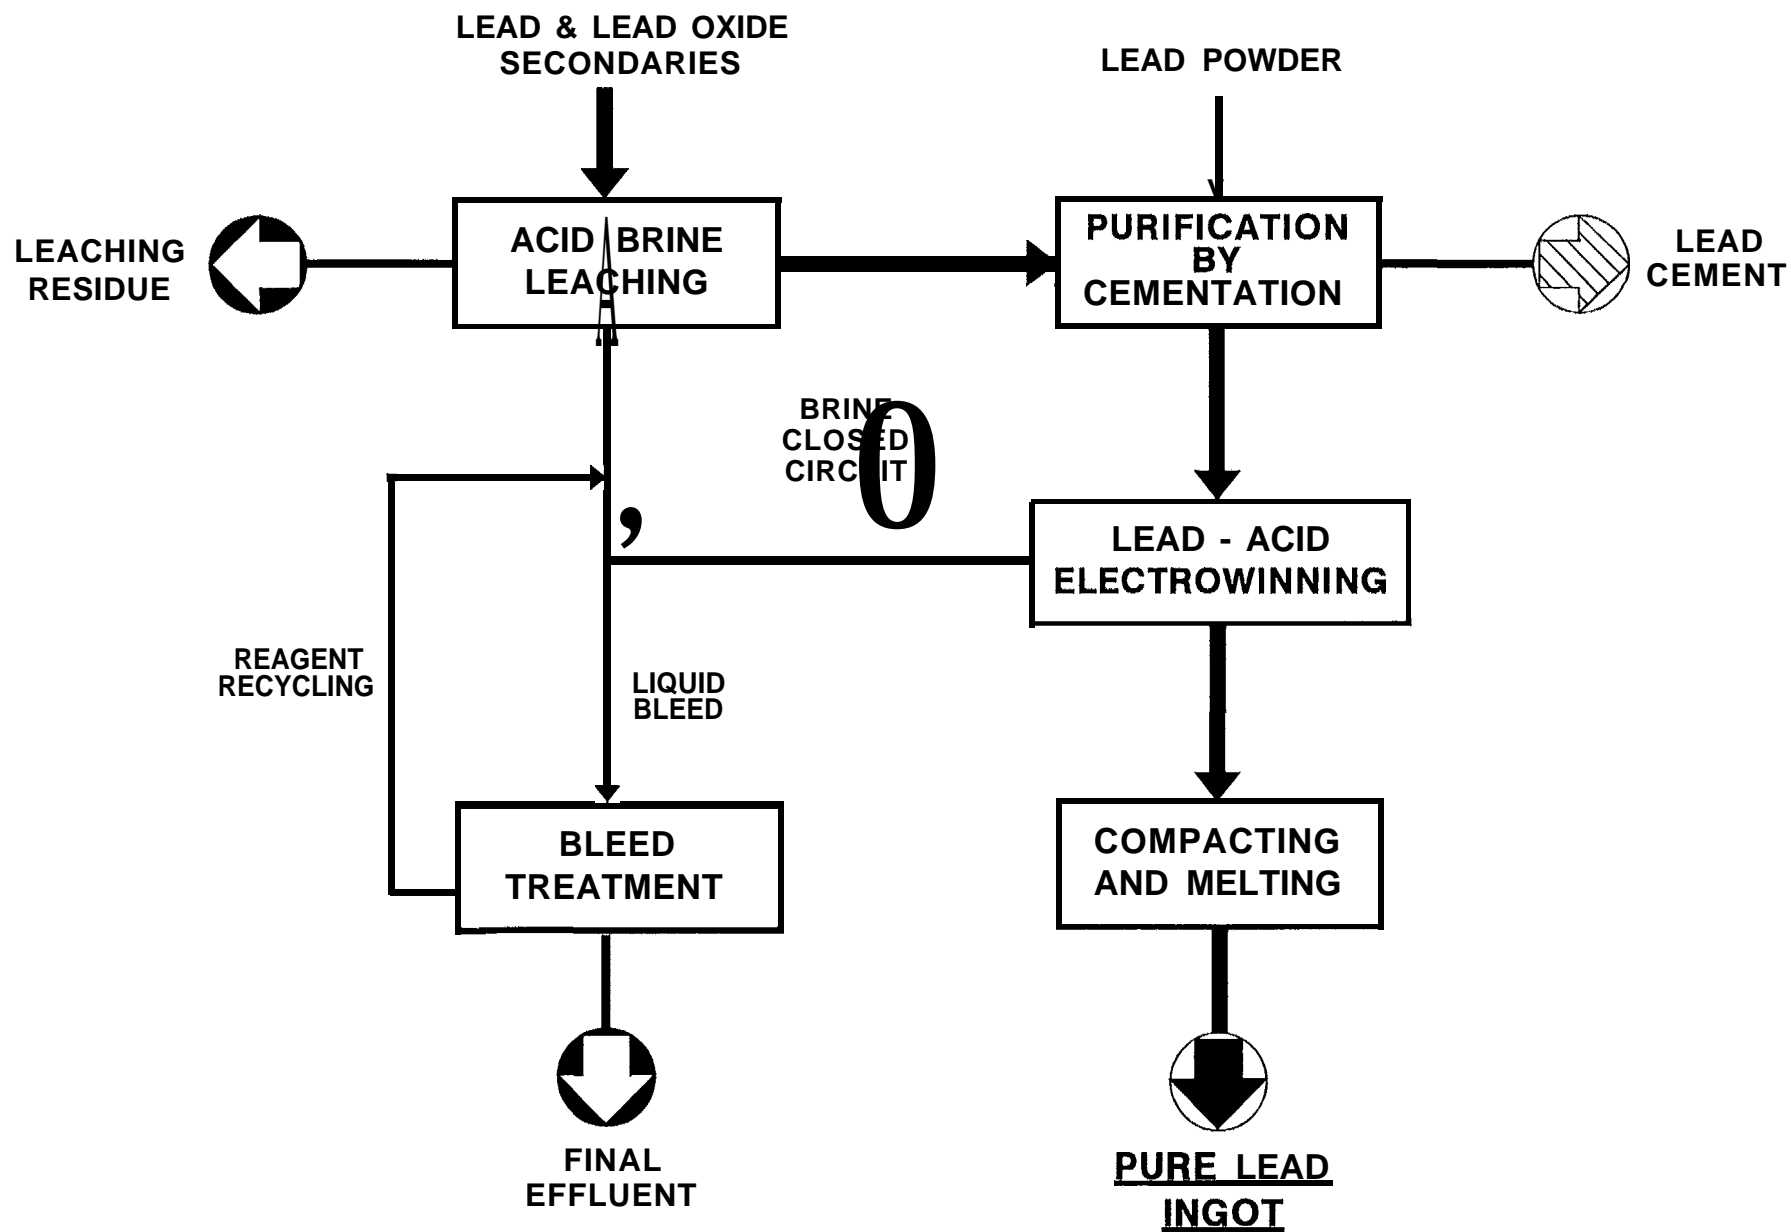 LEAD & LEAD OXIDE
SECONDARIES
LEAD POWDER
LEACHING
RESIDUE
ACID BRINE
LEACHING
PURIFICATION
BY
CEMENTATION
LEAD
CEMENT
BRINE
CLOSED
CIRCUIT
0
,
LEAD - ACID
ELECTROWINNING
REAGENT
RECYCLING
LIQUID
BLEED
BLEED
TREATMENT
COMPACTING
AND MELTING
FINAL
EFFLUENT
PURE LEAD
INGOT